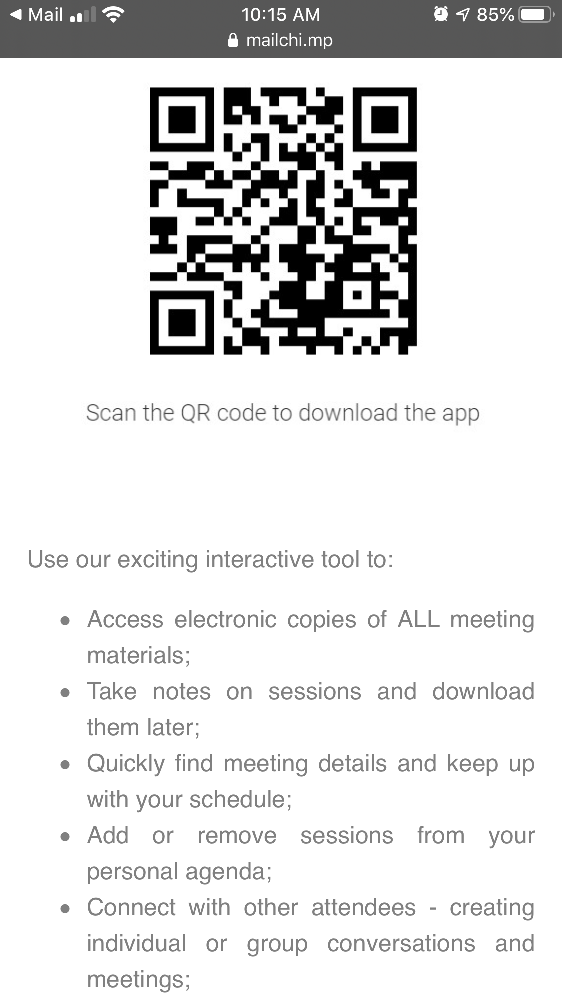 Mail
10:15 AM
85%
mailchi.mp
Scan the QR code to download the app
Use our exciting interactive tool to:
● Access electronic copies of ALL meeting
materials;
● Take notes on sessions and download
them later;
● Quickly find meeting details and keep up
with your schedule;
● Add or remove sessions from your
personal agenda;
● Connect with other attendees - creating
individual or group conversations and
meetings;